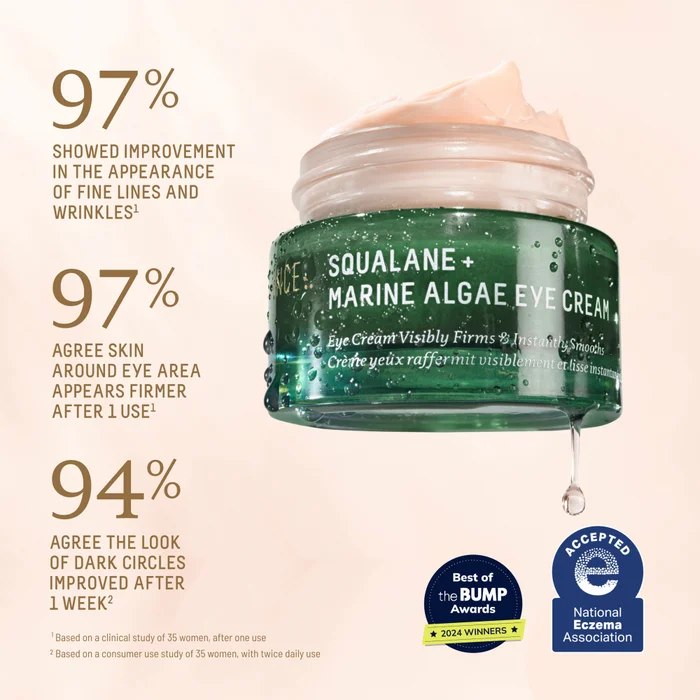 97%
SHOWED IMPROVEMENT
IN THE APPEARANCE
OF FINE LINES AND
WRINKLES¹
97%
AGREE SKIN
AROUND EYE AREA
APPEARS FIRMER
AFTER 1 USE¹
94%
AGREE THE LOOK
OF DARK CIRCLES
IMPROVED AFTER
1 WEEK²
¹ Based on a clinical study of 35 women, after one use
² Based on a consumer use study of 35 women, with twice daily use
SQUALANE +
MARINE ALGAE EYE CREAM
Eye Cream Visibly Firms & Instantly Smooths
Crème yeux raffermit visiblement et lisse
Best of
the BUMP
Awards
★ 2024 WINNERS ★
ACCEPTED
e
National
Eczema
Association